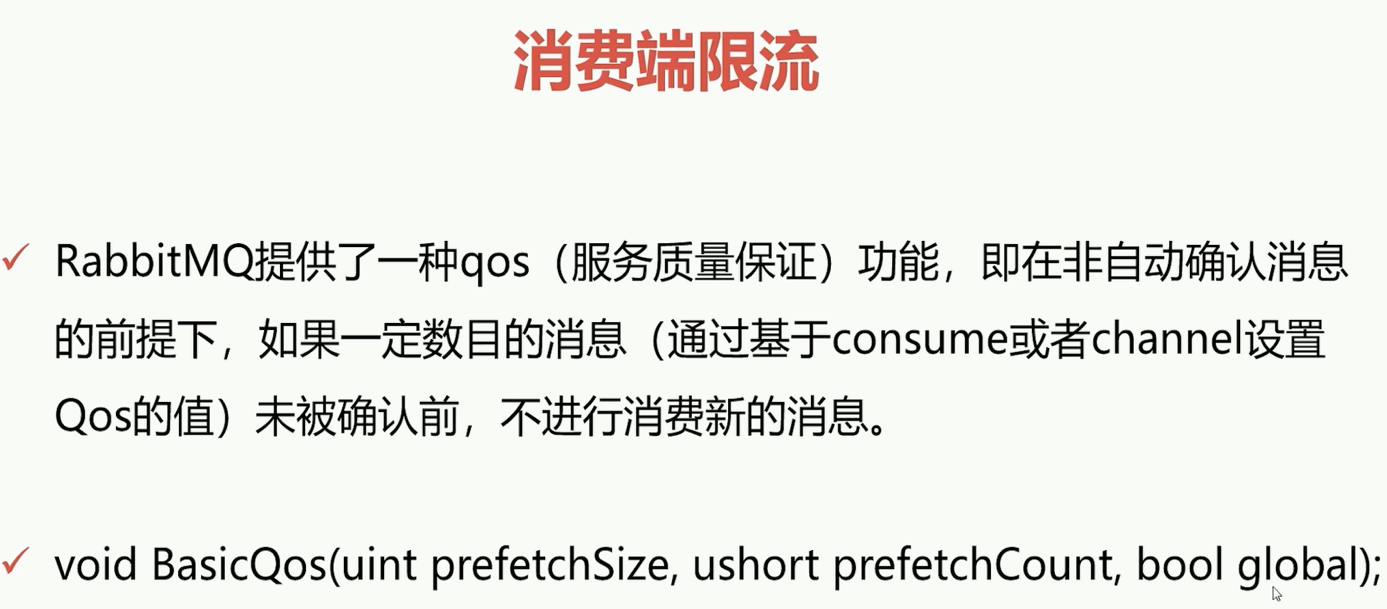 消费端限流
✓ RabbitMQ提供了一种qos（服务质量保证）功能，即在非自动确认消息
的前提下，如果一定数目的消息（通过基于consume或者channel设置
Qos的值）未被确认前，不进行消费新的消息。
✓ void BasicQos(uint prefetchSize, ushort prefetchCount, bool global);